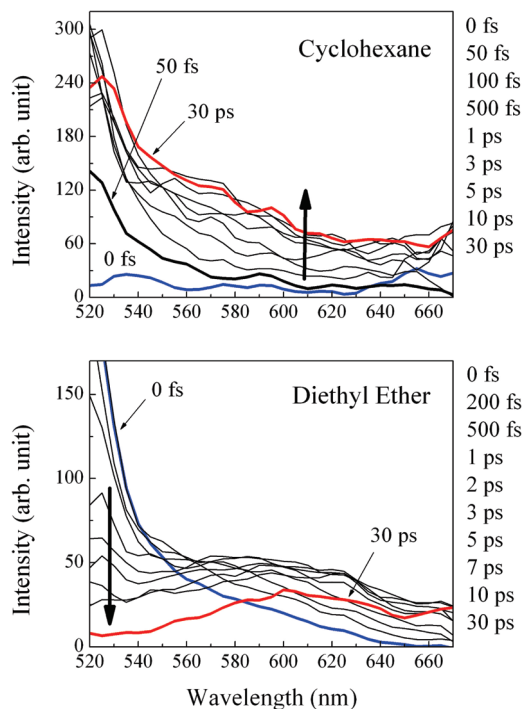 Cyclohexane
300
240
180
120
60
0
Intensity (arb. unit)
50 fs
30 ps
0 fs
520 540 560 580 600 620 640 660
0 fs
50 fs
100 fs
500 fs
1 ps
3 ps
5 ps
10 ps
30 ps
Diethyl Ether
150
100
50
0
Intensity (arb. unit)
0 fs
30 ps
520 540 560 580 600 620 640 660
Wavelength (nm)
0 fs
200 fs
500 fs
1 ps
2 ps
3 ps
5 ps
7 ps
10 ps
30 ps